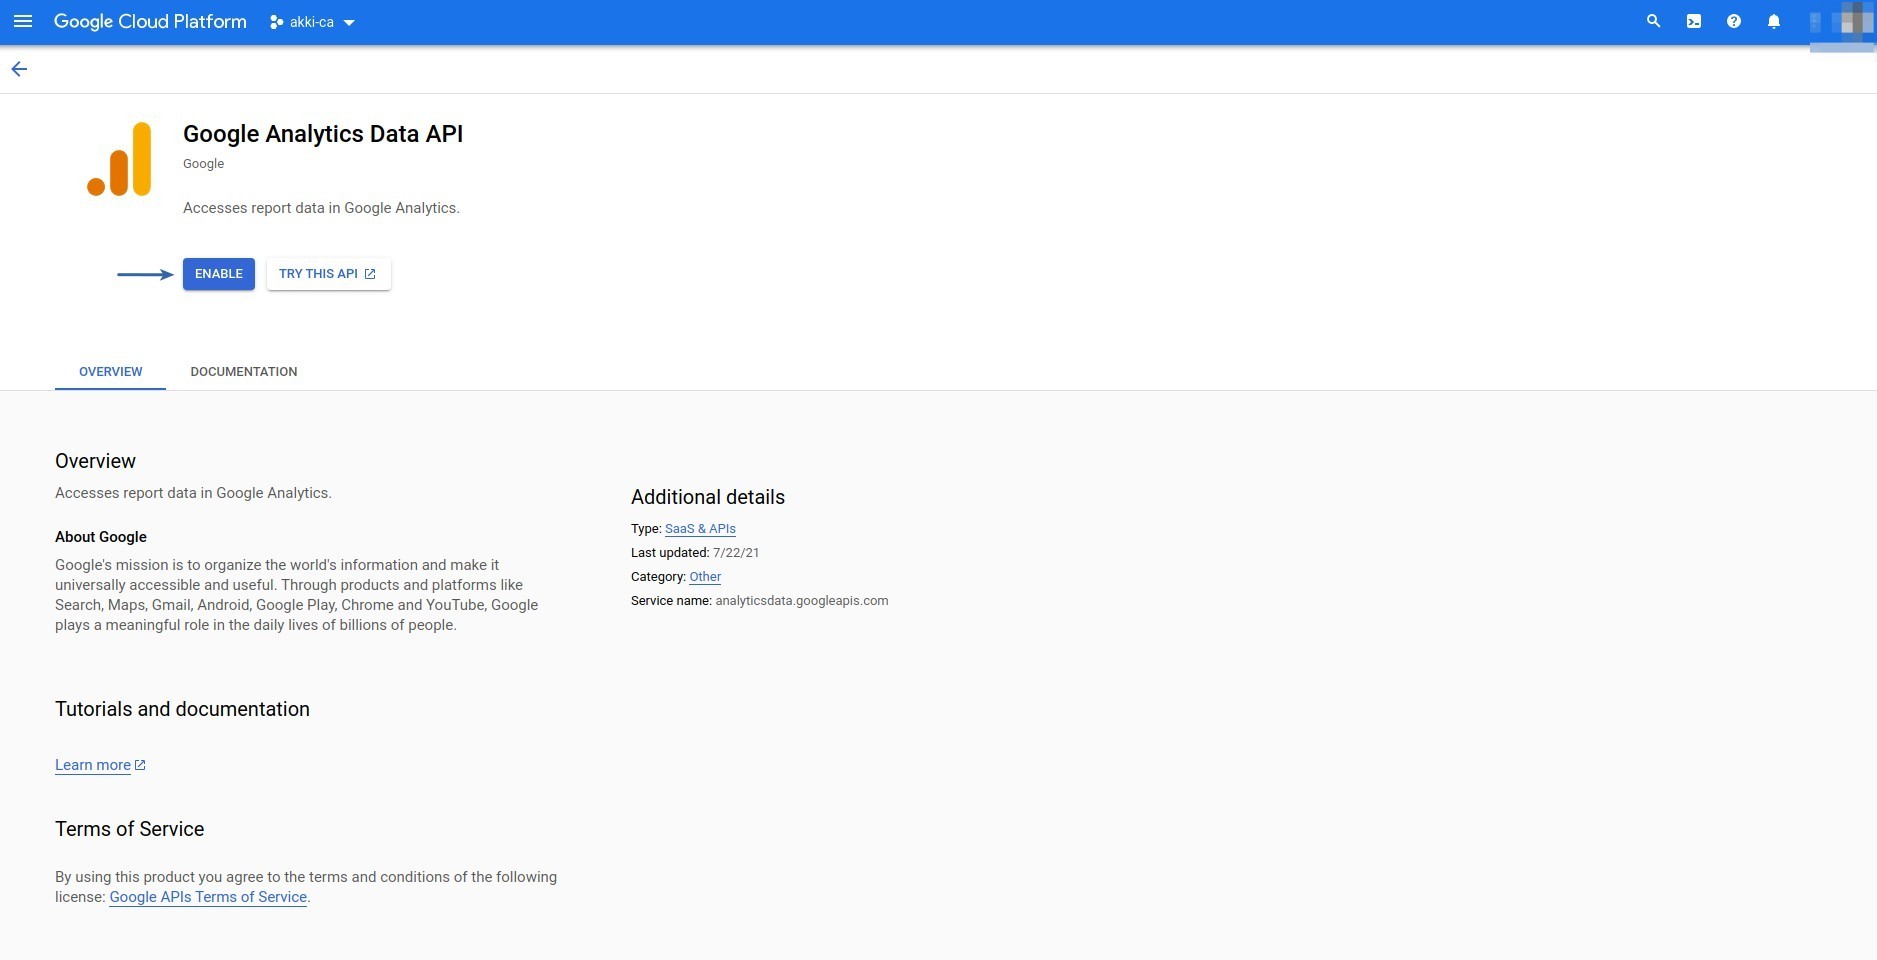 Google Cloud Platform
akki-ca
Google Analytics Data API
Google
Accesses report data in Google Analytics.
ENABLE
TRY THIS API
OVERVIEW
DOCUMENTATION
Overview
Accesses report data in Google Analytics.
About Google
Google's mission is to organize the world's information and make it
universally accessible and useful. Through products and platforms like
Search, Maps, Gmail, Android, Google Play, Chrome and YouTube, Google
plays a meaningful role in the daily lives of billions of people.
Additional details
Type: SaaS & APIs
Last updated: 7/22/21
Category: Other
Service name: analyticsdata.googleapis.com
Tutorials and documentation
Learn more
Terms of Service
By using this product you agree to the terms and conditions of the following
license: Google APIs Terms of Service.